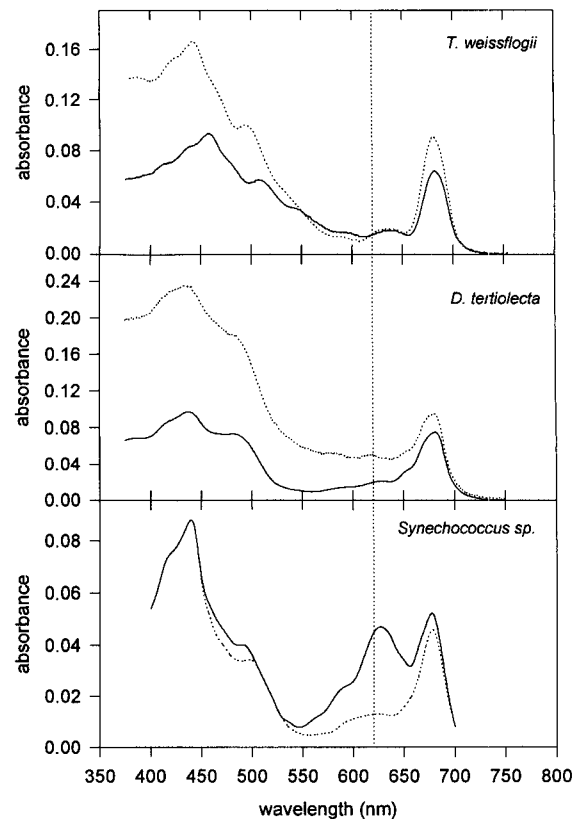 T. weissflogii
absorbance
0.16
0.12
0.08
0.04
0.00
D. tertiolecta
absorbance
0.24
0.20
0.16
0.12
0.08
0.04
0.00
Synechococcus sp.
absorbance
0.08
0.06
0.04
0.02
0.00
350 400 450 500 550 600 650 700 750 800
wavelength (nm)